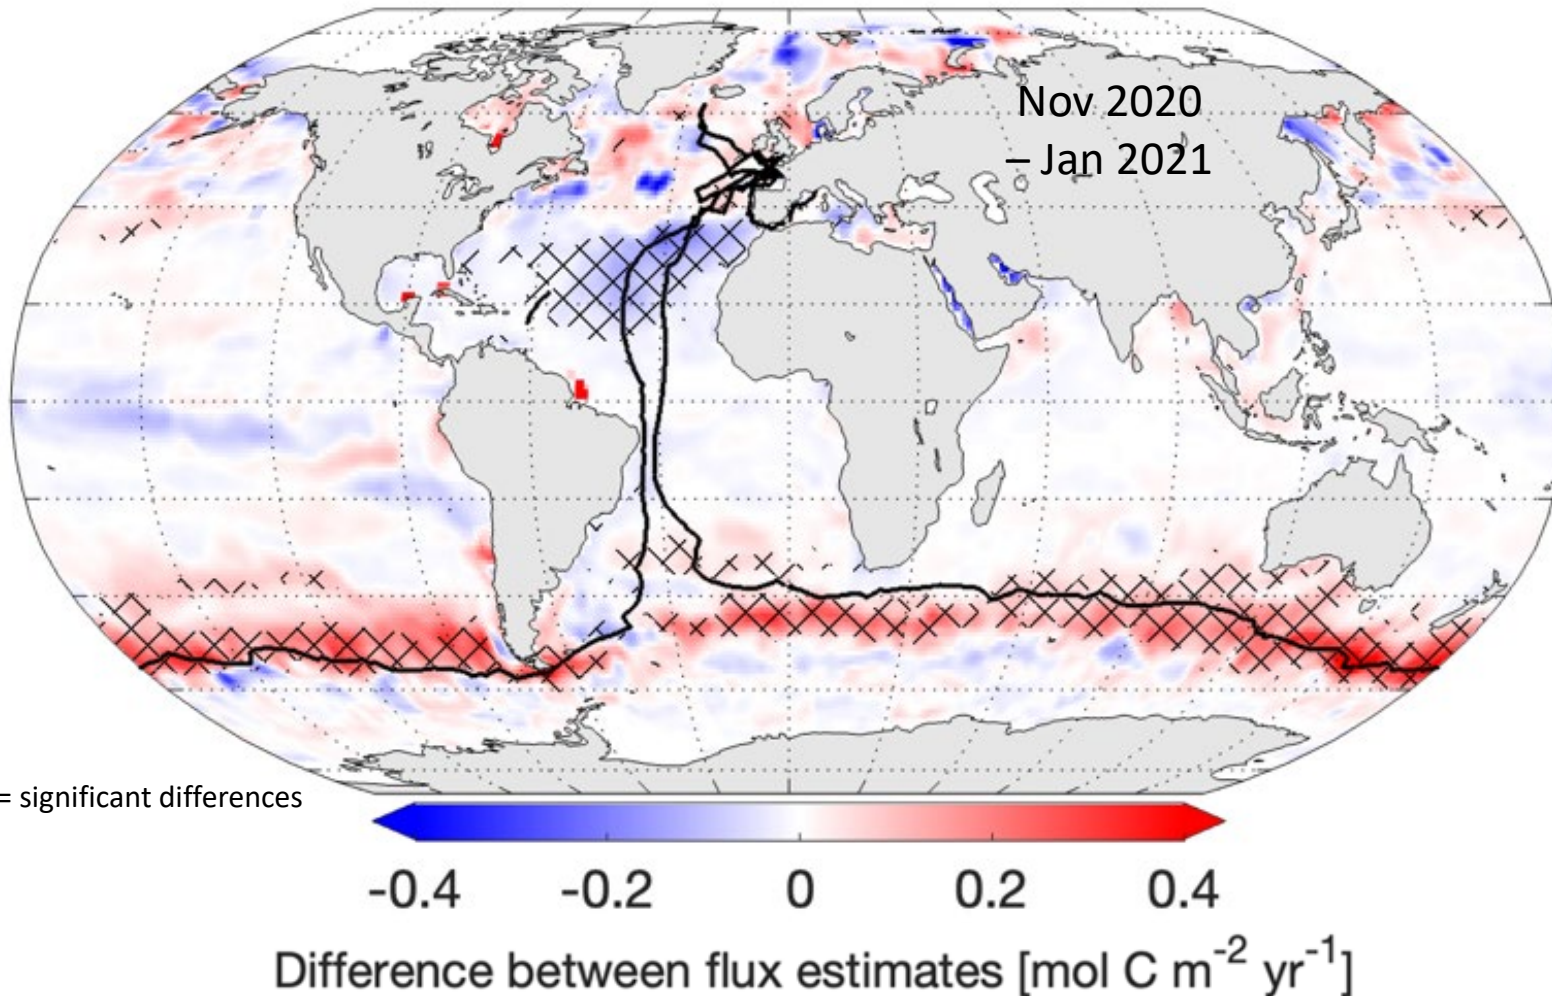 Nov 2020
– Jan 2021
= significant differences
-0.4 -0.2 0 0.2 0.4
Difference between flux estimates [mol C m⁻² yr⁻¹]